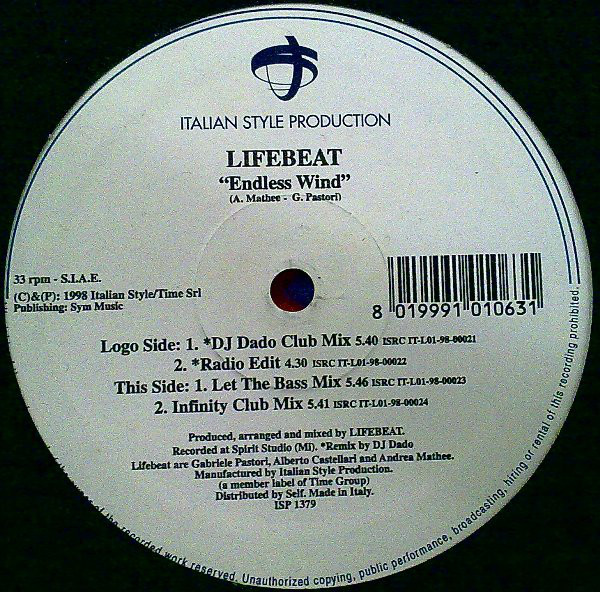 ITALIAN STYLE PRODUCTION
LIFEBEAT
“Endless Wind”
(A. Mathee - G. Pastori)
33 rpm - S.I.A.E.
(C)&(P): 1998 Italian Style/Time Srl
Publishing: Sym Music
8 019991 010631
Logo Side: 1. *DJ Dado Club Mix 5.40 ISRC IT-L01-98-00021
2. *Radio Edit 4.30 ISRC IT-L01-98-00022
This Side: 1. Let The Bass Mix 5.46 ISRC IT-L01-98-00023
2. Infinity Club Mix 5.41 ISRC IT-L01-98-00024
Produced, arranged and mixed by LIFEBEAT.
Recorded at Spirit Studio (Mi). *Remix by DJ Dado
Lifebeat are Gabriele Pastori, Alberto Castellari and Andrea Mathee.
Manufactured by Italian Style Production.
(a member label of Time Group)
Distributed by Self. Made in Italy.
ISP 1379
of the recorded work reserved. Unauthorized copying, public performance, broadcasting, hiring or rental of this recording prohibited.